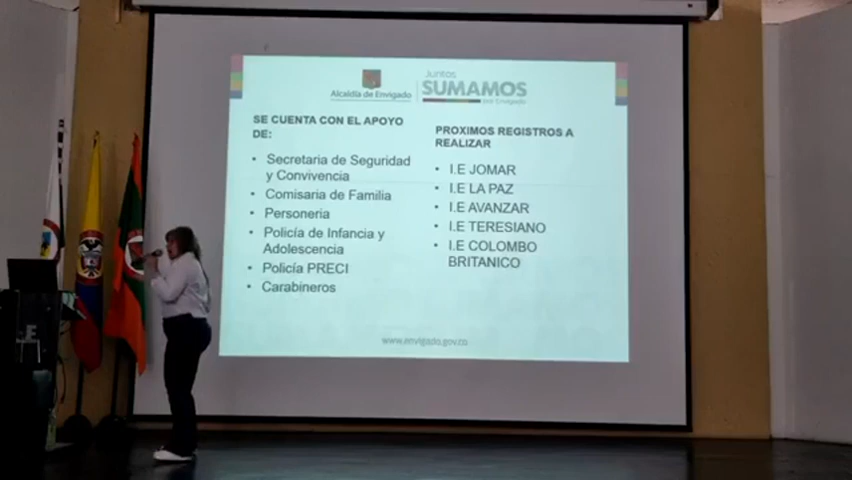 Alcaldía de Envigado
Juntos
SUMAMOS
por Envigado
SE CUENTA CON EL APOYO
DE:
• Secretaria de Seguridad
y Convivencia
• Comisaria de Familia
• Personeria
• Policía de Infancia y
Adolescencia
• Policía PRECI
• Carabineros
PROXIMOS REGISTROS A
REALIZAR
• I.E JOMAR
• I.E LA PAZ
• I.E AVANZAR
• I.E TERESIANO
• I.E COLOMBO
BRITANICO
www.envigado.gov.co